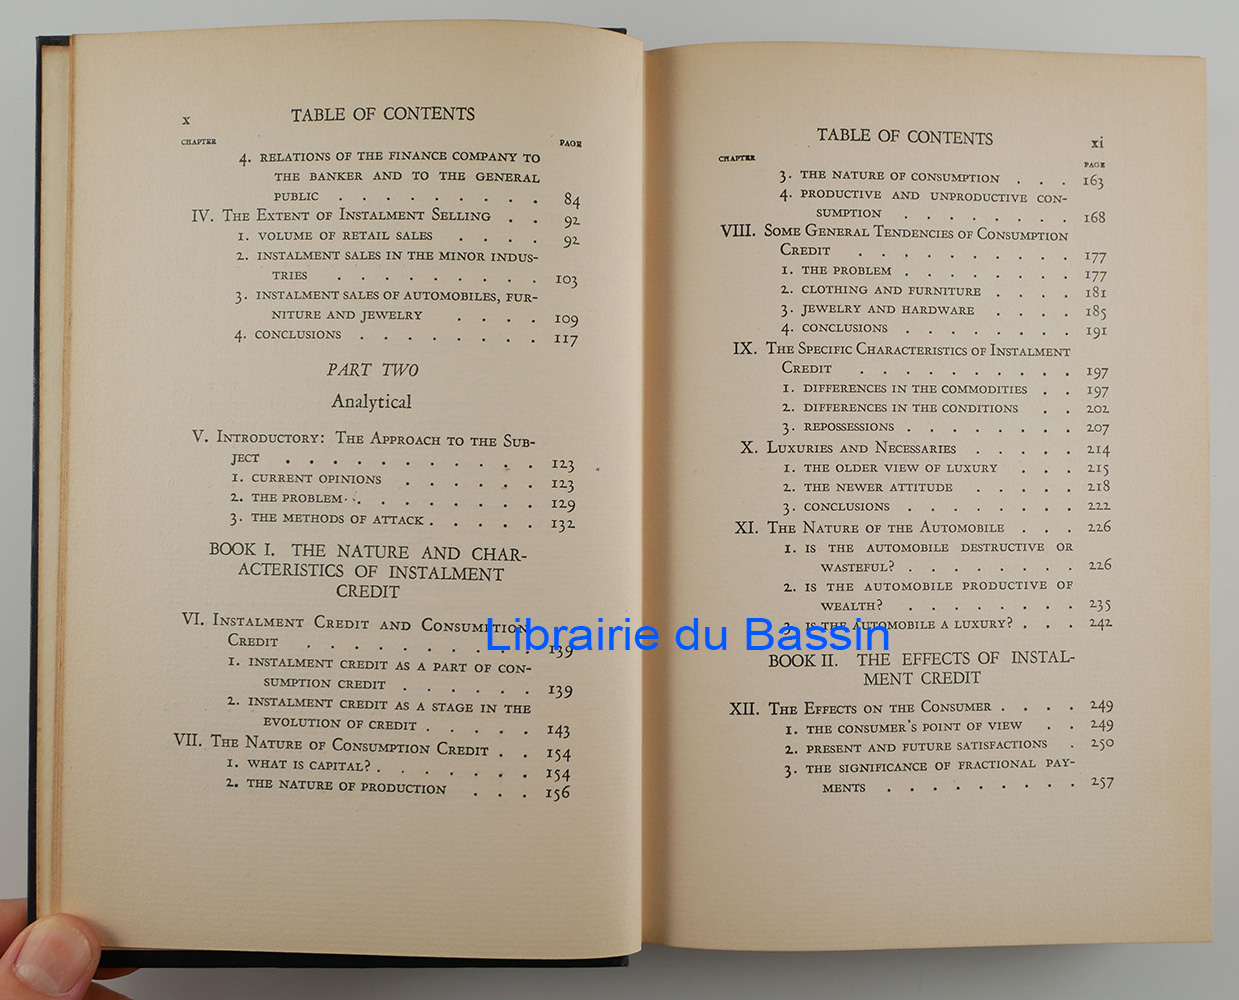 x TABLE OF CONTENTS
CHAPTER PAGE
4. RELATIONS OF THE FINANCE COMPANY TO
THE BANKER AND TO THE GENERAL
PUBLIC . . . . . . . . . 84
IV. THE EXTENT OF INSTALMENT SELLING . . 92
1. VOLUME OF RETAIL SALES . . . . 92
2. INSTALMENT SALES IN THE MINOR INDUS-
TRIES . . . . . . . . . 103
3. INSTALMENT SALES OF AUTOMOBILES, FUR-
NITURE AND JEWELRY . . . . 109
4. CONCLUSIONS . . . . . . . . 117
PART TWO
Analytical
V. INTRODUCTORY: THE APPROACH TO THE SUB-
JECT . . . . . . . . . . . 123
1. CURRENT OPINIONS . . . . . . 123
2. THE PROBLEM . . . . . . . . 129
3. THE METHODS OF ATTACK . . . . . 132
BOOK I. THE NATURE AND CHAR-
ACTERISTICS OF INSTALMENT
CREDIT
VI. INSTALMENT CREDIT AND CONSUMPTION
CREDIT . . . . . . . . . . 139
1. INSTALMENT CREDIT AS A PART OF CON-
SUMPTION CREDIT . . . . . . 139
2. INSTALMENT CREDIT AS A STAGE IN THE
EVOLUTION OF CREDIT . . . . . 143
VII. THE NATURE OF CONSUMPTION CREDIT . . 154
1. WHAT IS CAPITAL? . . . . . . . 154
2. THE NATURE OF PRODUCTION . . . 156
TABLE OF CONTENTS xi
CHAPTER PAGE
3. THE NATURE OF CONSUMPTION . . . 163
4. PRODUCTIVE AND UNPRODUCTIVE CON-
SUMPTION . . . . . . . . 168
VIII. SOME GENERAL TENDENCIES OF CONSUMPTION
CREDIT . . . . . . . . . . 177
1. THE PROBLEM . . . . . . . . 177
2. CLOTHING AND FURNITURE . . . . 181
3. JEWELRY AND HARDWARE . . . . 185
4. CONCLUSIONS . . . . . . . . 191
IX. THE SPECIFIC CHARACTERISTICS OF INSTALMENT
CREDIT . . . . . . . . . . 197
1. DIFFERENCES IN THE COMMODITIES . . 197
2. DIFFERENCES IN THE CONDITIONS . . 202
3. REPOSSESSIONS . . . . . . . . 207
X. LUXURIES AND NECESSARIES . . . . . 214
1. THE OLDER VIEW OF LUXURY . . . 215
2. THE NEWER ATTITUDE . . . . . 218
3. CONCLUSIONS . . . . . . . . 222
XI. THE NATURE OF THE AUTOMOBILE . . . 226
1. IS THE AUTOMOBILE DESTRUCTIVE OR
WASTEFUL? . . . . . . . . 226
2. IS THE AUTOMOBILE PRODUCTIVE OF
WEALTH? . . . . . . . . 235
3. IS THE AUTOMOBILE A LUXURY? . . . 242
BOOK II. THE EFFECTS OF INSTAL-
MENT CREDIT
XII. THE EFFECTS ON THE CONSUMER . . . . 249
1. THE CONSUMER'S POINT OF VIEW . . 249
2. PRESENT AND FUTURE SATISFACTIONS . 250
3. THE SIGNIFICANCE OF FRACTIONAL PAY-
MENTS . . . . . . . . . 257
Librairie du Bassin